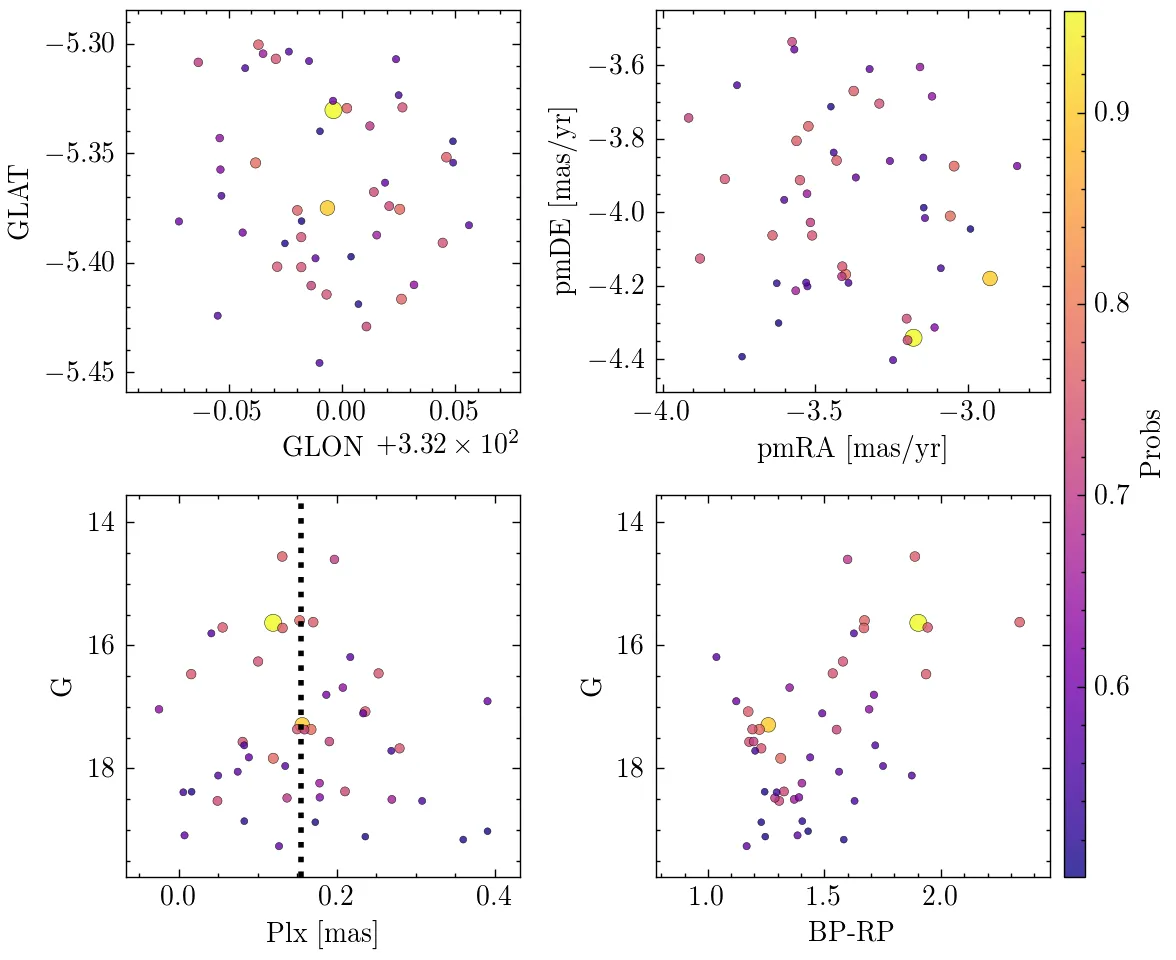 −5.30
−5.35
−5.40
−5.45
GLAT
−0.05 0.00 0.05
GLON +3.32 × 10²
−3.6
−3.8
−4.0
−4.2
−4.4
pmDE [mas/yr]
−4.0 −3.5 −3.0
pmRA [mas/yr]
14
16
18
G
0.0 0.2 0.4
Plx [mas]
14
16
18
G
1.0 1.5 2.0
BP-RP
0.9
0.8
0.7
0.6
Probs